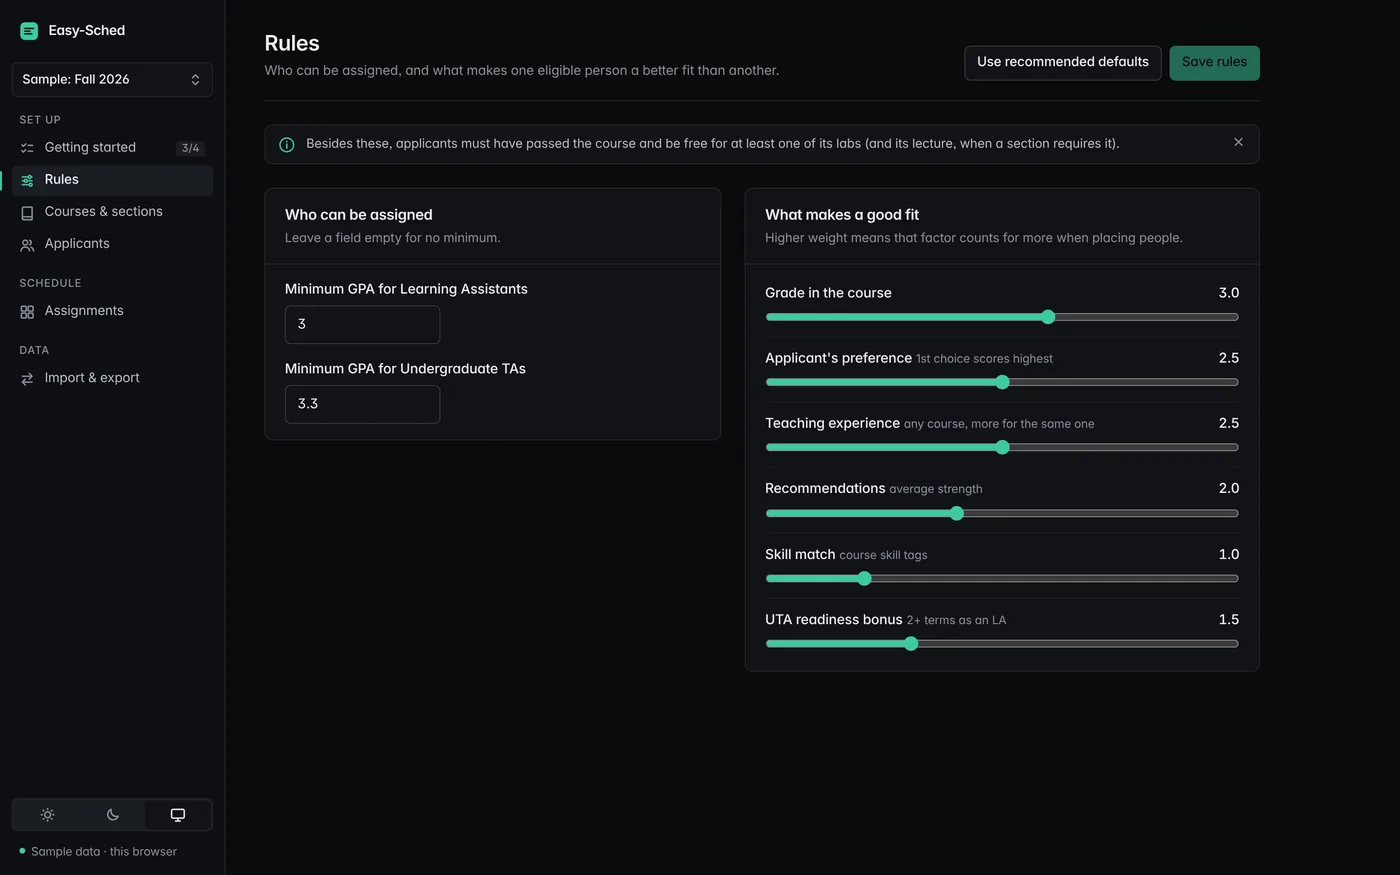 Easy-Sched
Sample: Fall 2026
SET UP
Getting started 3/4
Rules
Courses & sections
Applicants
SCHEDULE
Assignments
DATA
Import & export
Sample data · this browser
Rules
Who can be assigned, and what makes one eligible person a better fit than another.
Use recommended defaults
Save rules
Besides these, applicants must have passed the course and be free for at least one of its labs (and its lecture, when a section requires it).
Who can be assigned
Leave a field empty for no minimum.
Minimum GPA for Learning Assistants
3
Minimum GPA for Undergraduate TAs
3.3
What makes a good fit
Higher weight means that factor counts for more when placing people.
Grade in the course 3.0
Applicant's preference 1st choice scores highest 2.5
Teaching experience any course, more for the same one 2.5
Recommendations average strength 2.0
Skill match course skill tags 1.0
UTA readiness bonus 2+ terms as an LA 1.5